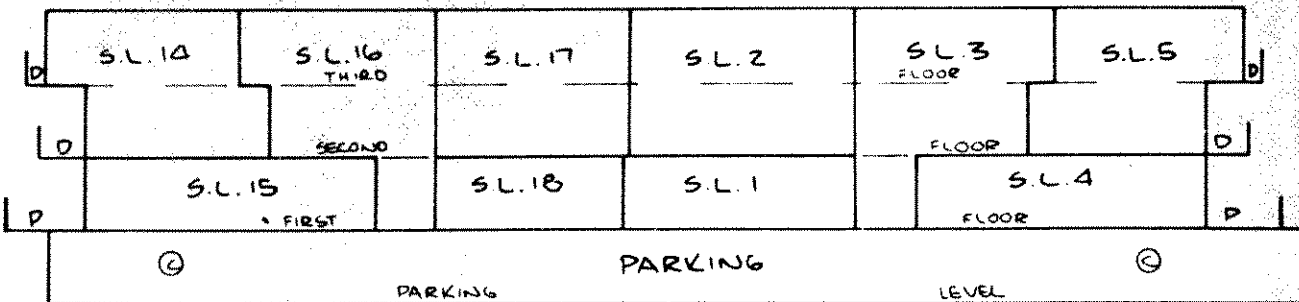 S.L.14 S.L.16 S.L.17 S.L.2 S.L.3 S.L.5
D THIRD FLOOR D
D SECOND FLOOR D
S.L.15 S.L.18 S.L.1 S.L.4
D FIRST FLOOR D
C PARKING C
PARKING LEVEL